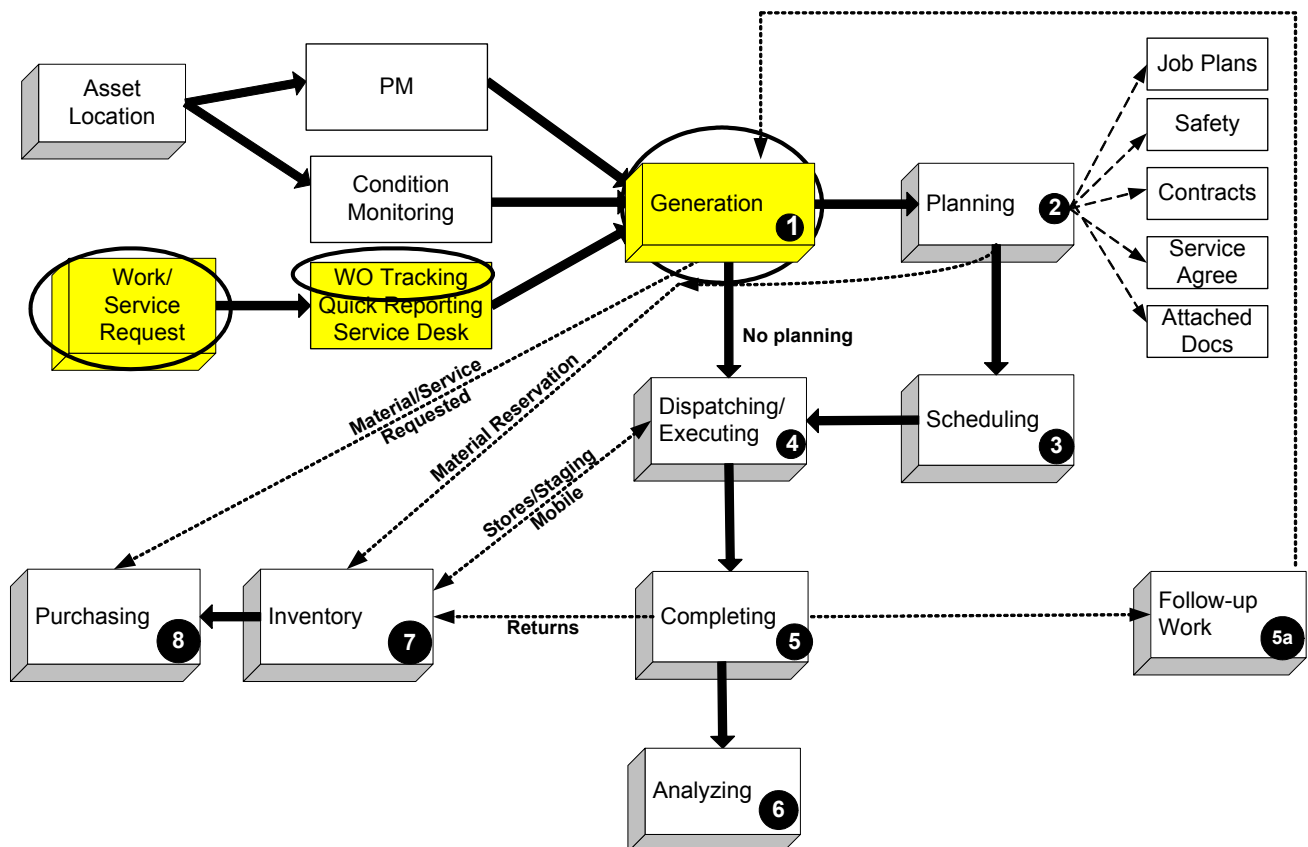 Asset
Location
PM
Condition
Monitoring
Work/
Service
Request
WO Tracking
Quick Reporting
Service Desk
Generation
1
Planning
2
Job Plans
Safety
Contracts
Service
Agree
Attached
Docs
No planning
Material/Service
Requested
Material Reservation
Stores/Staging
Mobile
Dispatching/
Executing
4
Scheduling
3
Purchasing
8
Inventory
7
Returns
Completing
5
Follow-up
Work
5a
Analyzing
6